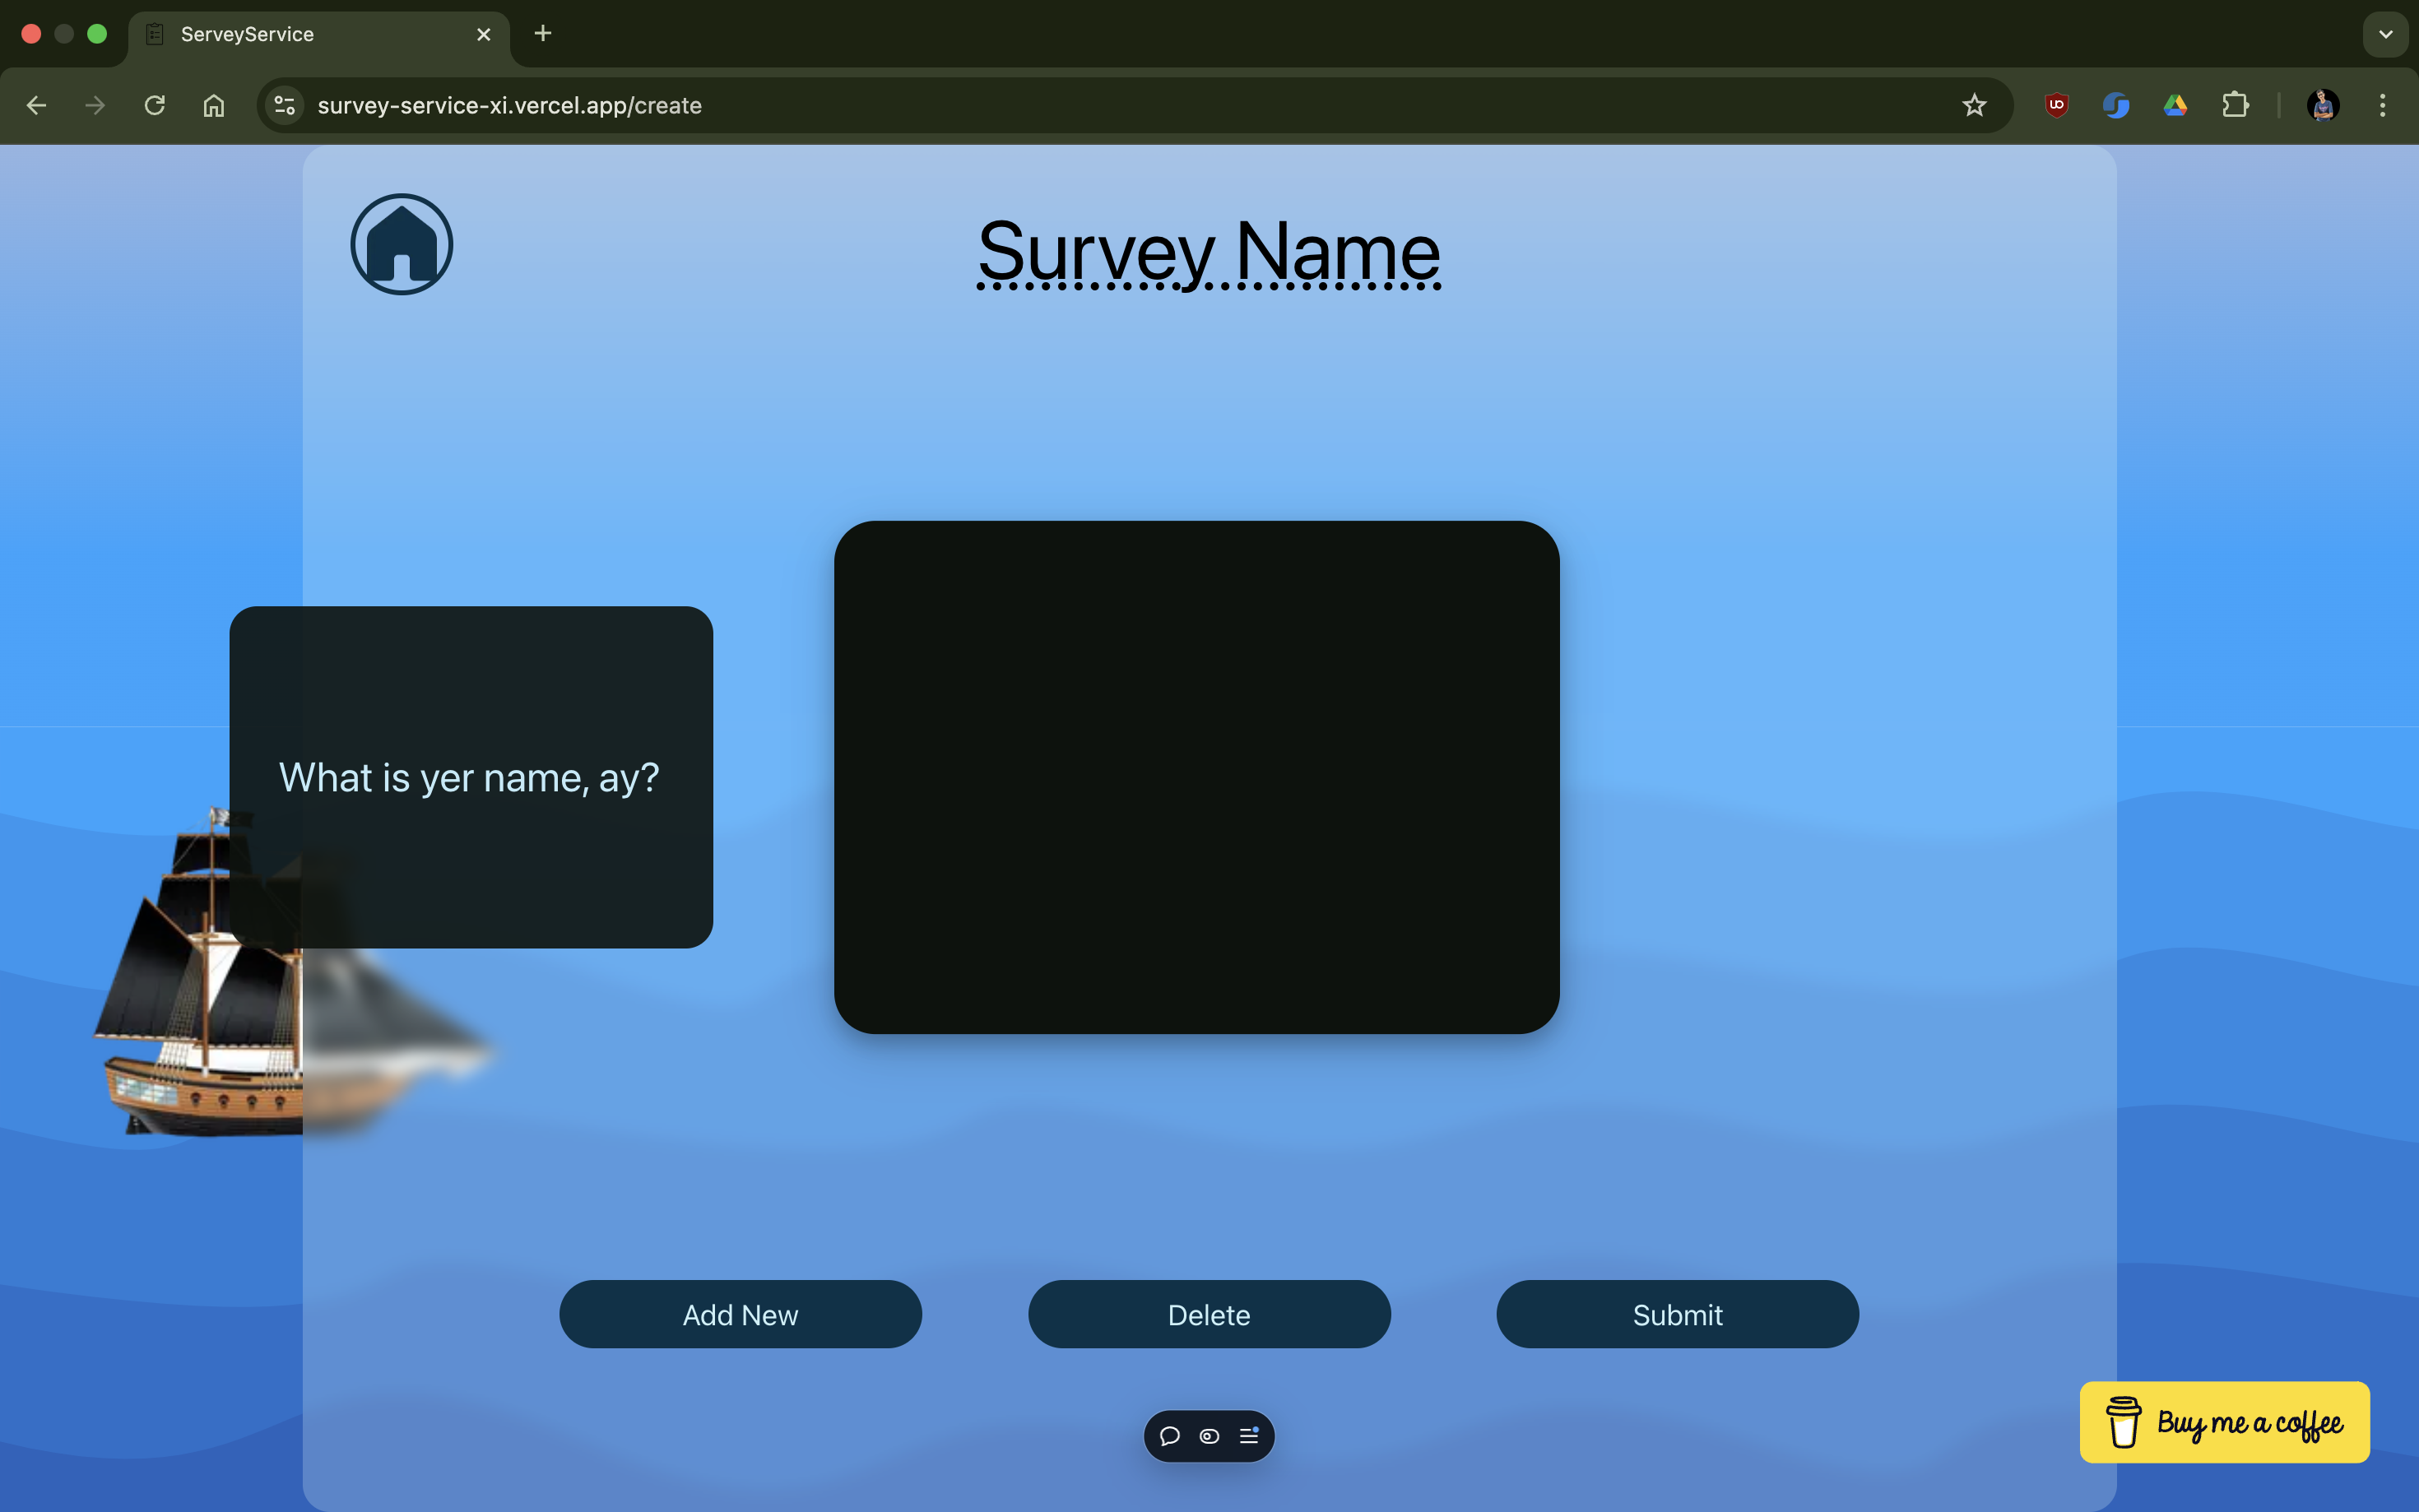 ServeyService
survey-service-xi.vercel.app/create
Survey Name
What is yer name, ay?
Add New
Delete
Submit
Buy me a coffee